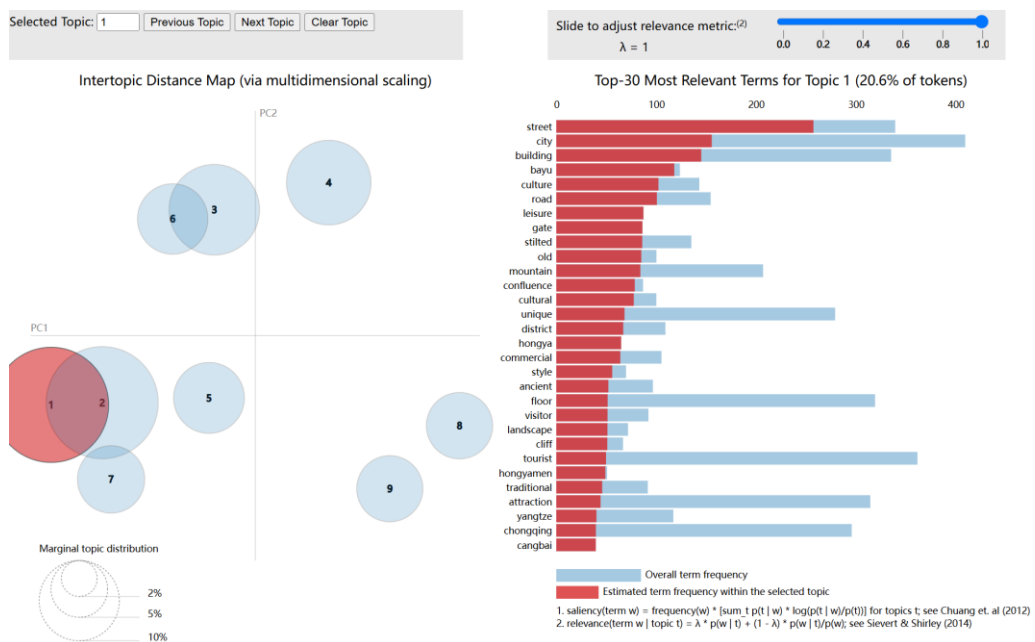 Selected Topic: 1 Previous Topic Next Topic Clear Topic
Slide to adjust relevance metric:(2)
λ = 1
0.0 0.2 0.4 0.6 0.8 1.0
Intertopic Distance Map (via multidimensional scaling)
PC2
PC1
4
3
6
1
2
5
7
8
9
Marginal topic distribution
2%
5%
10%
Top-30 Most Relevant Terms for Topic 1 (20.6% of tokens)
0 100 200 300 400
street
city
building
bayu
culture
road
leisure
gate
stilted
old
mountain
confluence
cultural
unique
district
hongya
commercial
style
ancient
floor
visitor
landscape
cliff
tourist
hongyamen
traditional
attraction
yangtze
chongqing
cangbai
Overall term frequency
Estimated term frequency within the selected topic
1. saliency(term w) = frequency(w) * [sum_t p(t | w) * log(p(t | w)/p(t))] for topics t; see Chuang et. al (2012)
2. relevance(term w | topic t) = λ * p(w | t) + (1 - λ) * p(w | t)/p(w); see Sievert & Shirley (2014)